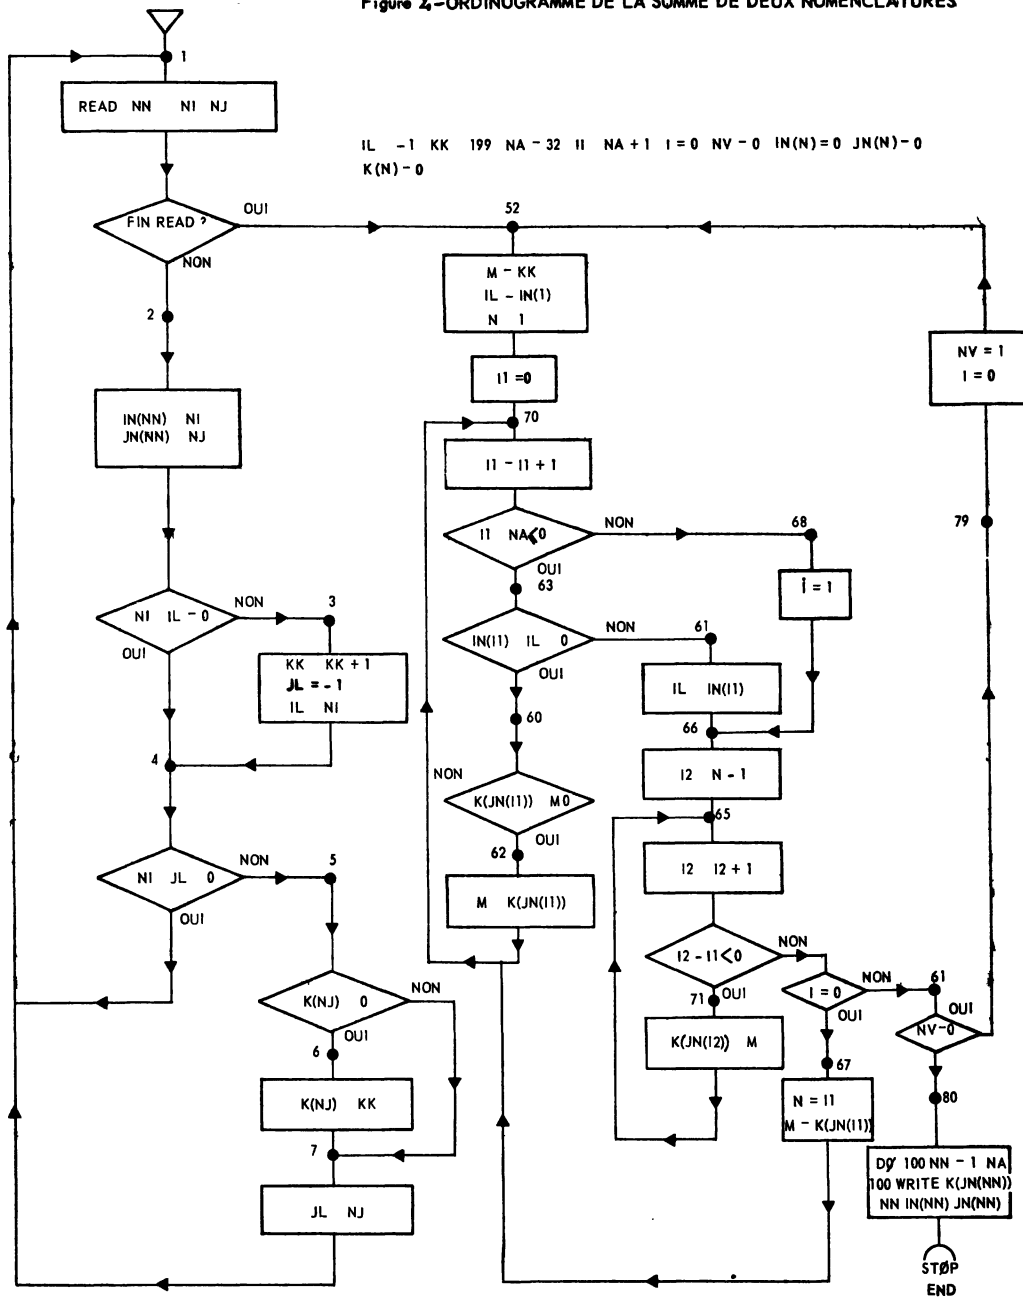 Figure 2,-ORDINOGRAMME DE LA SOMME DE DEUX NOMENCLATURES
1
READ NN NI NJ
IL -1 KK 199 NA - 32 II NA + 1 I = 0 NV - 0 IN(N) = 0 JN(N) - 0
K(N) - 0
FIN READ ?
OUI
NON
52
M - KK
IL - IN(1)
N 1
2
NV = 1
I = 0
I1 = 0
IN(NN) NI
JN(NN) NJ
70
I1 - I1 + 1
79
I1 NA < 0
NON
68
OUI
63
I = 1
NI IL - 0
NON
3
OUI
IN(I1) IL 0
NON
61
OUI
KK KK + 1
JL = - 1
IL NI
IL IN(I1)
60
66
4
I2 N - 1
NON
K(JN(I1)) M 0
OUI
65
62
I2 I2 + 1
NI JL 0
NON
5
OUI
M K(JN(I1))
I2 - I1 < 0
NON
OUI
71
I = 0
NON
61
OUI
NV - 0
OUI
K(NJ) 0
NON
OUI
6
K(JN(I2)) M
67
80
K(NJ) KK
N = I1
M - K(JN(I1))
7
JL NJ
DØ 100 NN - 1 NA
100 WRITE K(JN(NN))
NN IN(NN) JN(NN)
STØP
END